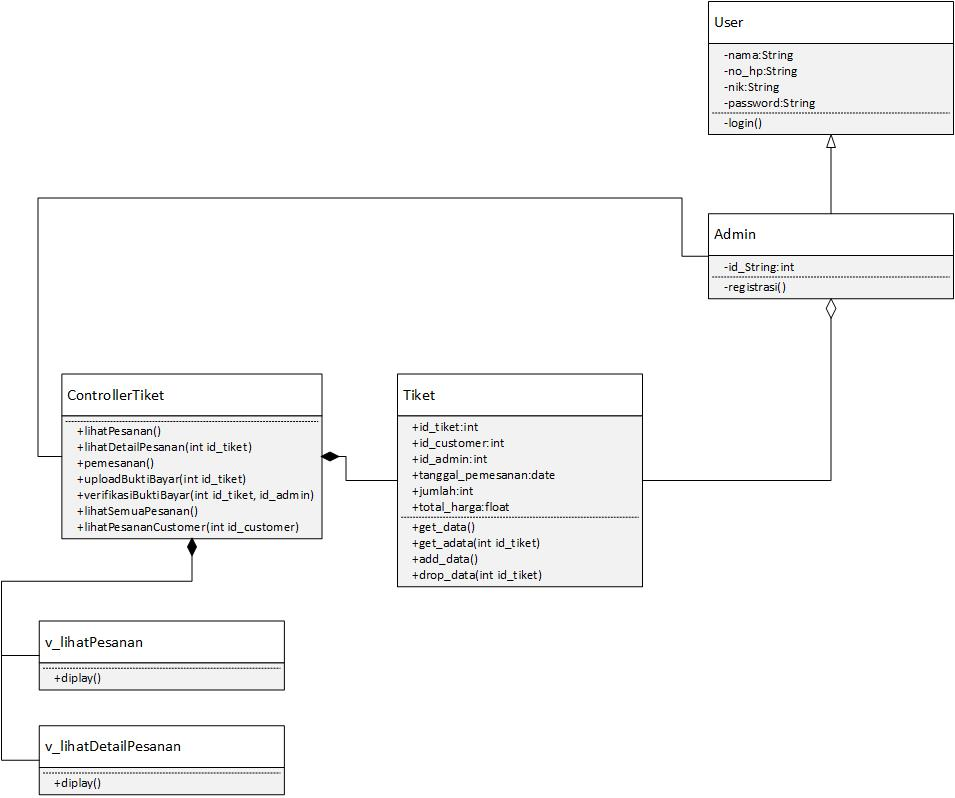 User
-nama:String
-no_hp:String
-nik:String
-password:String
-login()
Admin
-id_String:int
-registrasi()
ControllerTiket
+lihatPesanan()
+lihatDetailPesanan(int id_tiket)
+pemesanan()
+uploadBuktiBayar(int id_tiket)
+verifikasiBuktiBayar(int id_tiket, id_admin)
+lihatSemuaPesanan()
+lihatPesananCustomer(int id_customer)
Tiket
+id_tiket:int
+id_customer:int
+id_admin:int
+tanggal_pemesanan:date
+jumlah:int
+total_harga:float
+get_data()
+get_adata(int id_tiket)
+add_data()
+drop_data(int id_tiket)
v_lihatPesanan
+diplay()
v_lihatDetailPesanan
+diplay()